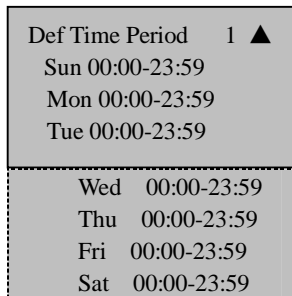 Def Time Period 1 ▲
Sun 00:00-23:59
Mon 00:00-23:59
Tue 00:00-23:59
Wed 00:00-23:59
Thu 00:00-23:59
Fri 00:00-23:59
Sat 00:00-23:59